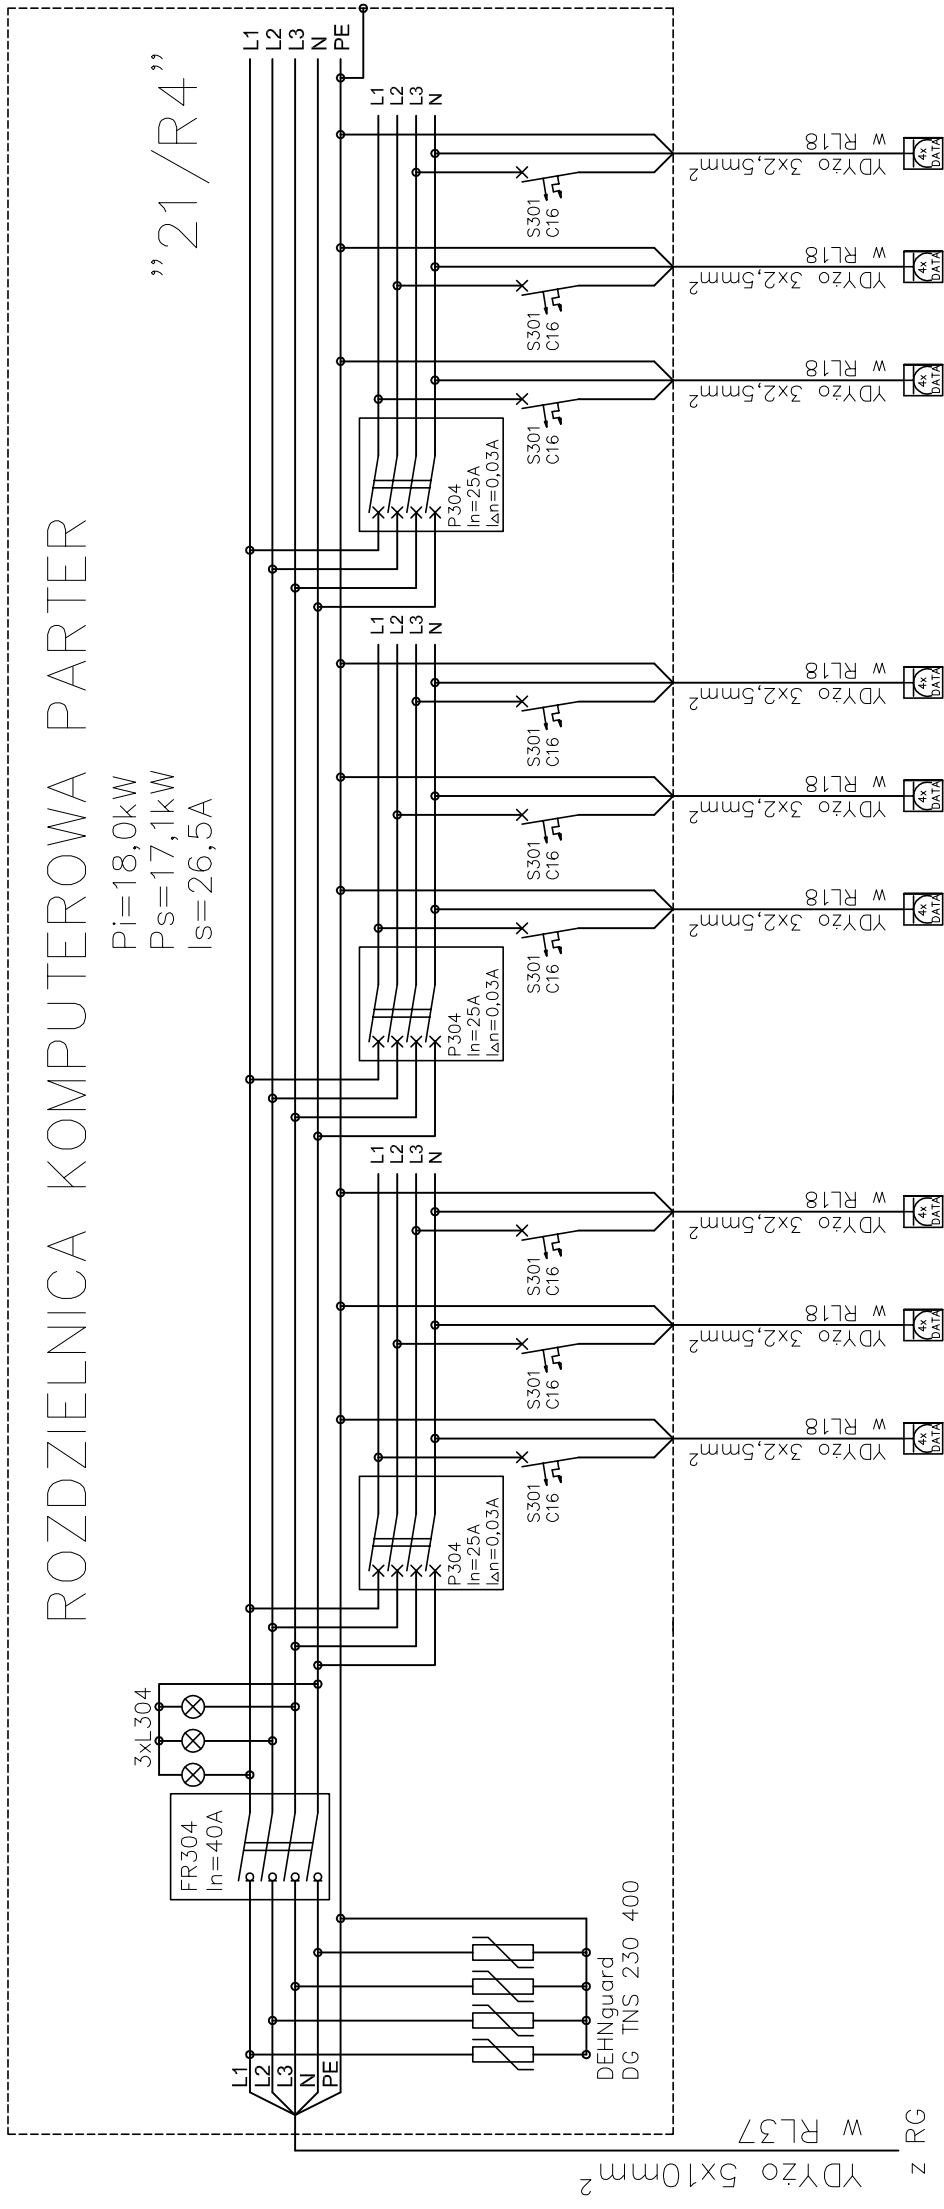 ROZDZIELNICA KOMPUTEROWA PARTER
"21/R4"
Pi=18,0kW
Ps=17,1kW
Is=26,5A
L1
L2
L3
N
PE
3xL304
FR304
In=40A
L1
L2
L3
N
PE
DEHNguard
DG TNS 230 400
YDYżo 5x10mm²
w RL37
z RG
L1
L2
L3
N
P304
In=25A
IΔn=0,03A
S301
C16
S301
C16
S301
C16
L1
L2
L3
N
P304
In=25A
IΔn=0,03A
S301
C16
S301
C16
S301
C16
L1
L2
L3
N
P304
In=25A
IΔn=0,03A
S301
C16
S301
C16
S301
C16
YDYżo 3x2,5mm²
w RL18
4x
DATA
YDYżo 3x2,5mm²
w RL18
4x
DATA
YDYżo 3x2,5mm²
w RL18
4x
DATA
YDYżo 3x2,5mm²
w RL18
4x
DATA
YDYżo 3x2,5mm²
w RL18
4x
DATA
YDYżo 3x2,5mm²
w RL18
4x
DATA
YDYżo 3x2,5mm²
w RL18
4x
DATA
YDYżo 3x2,5mm²
w RL18
4x
DATA
YDYżo 3x2,5mm²
w RL18
4x
DATA